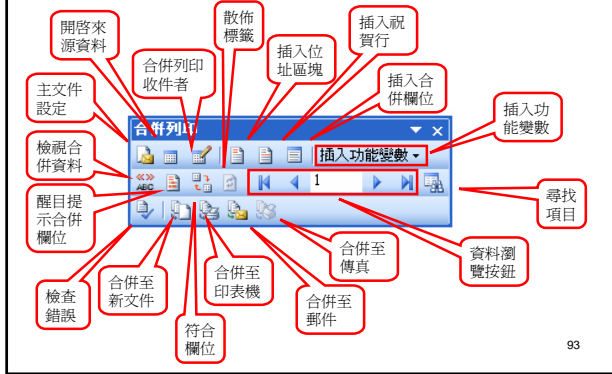 開啓來
源資料
散佈
標籤
插入祝
賀行
合併列印
收件者
插入位
址區塊
主文件
設定
插入合
併欄位
插入功
能變數
合併列印
插入功能變數
檢視合
併資料
«»
ABC
1
醒目提
示合併
欄位
尋找
項目
檢查
錯誤
合併至
新文件
符合
欄位
合併至
印表機
合併至
郵件
合併至
傳真
資料瀏
覽按鈕
93